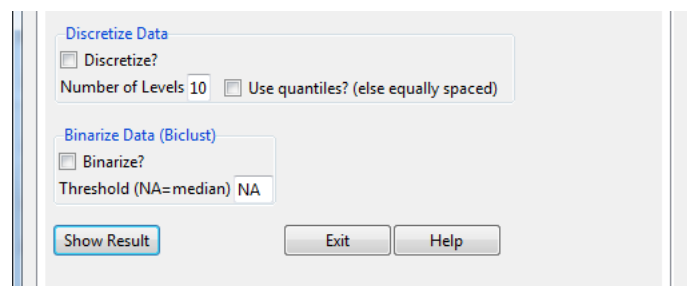 Discretize Data
Discretize?
Number of Levels 10 Use quantiles? (else equally spaced)
Binarize Data (Biclust)
Binarize?
Threshold (NA=median) NA
Show Result Exit Help